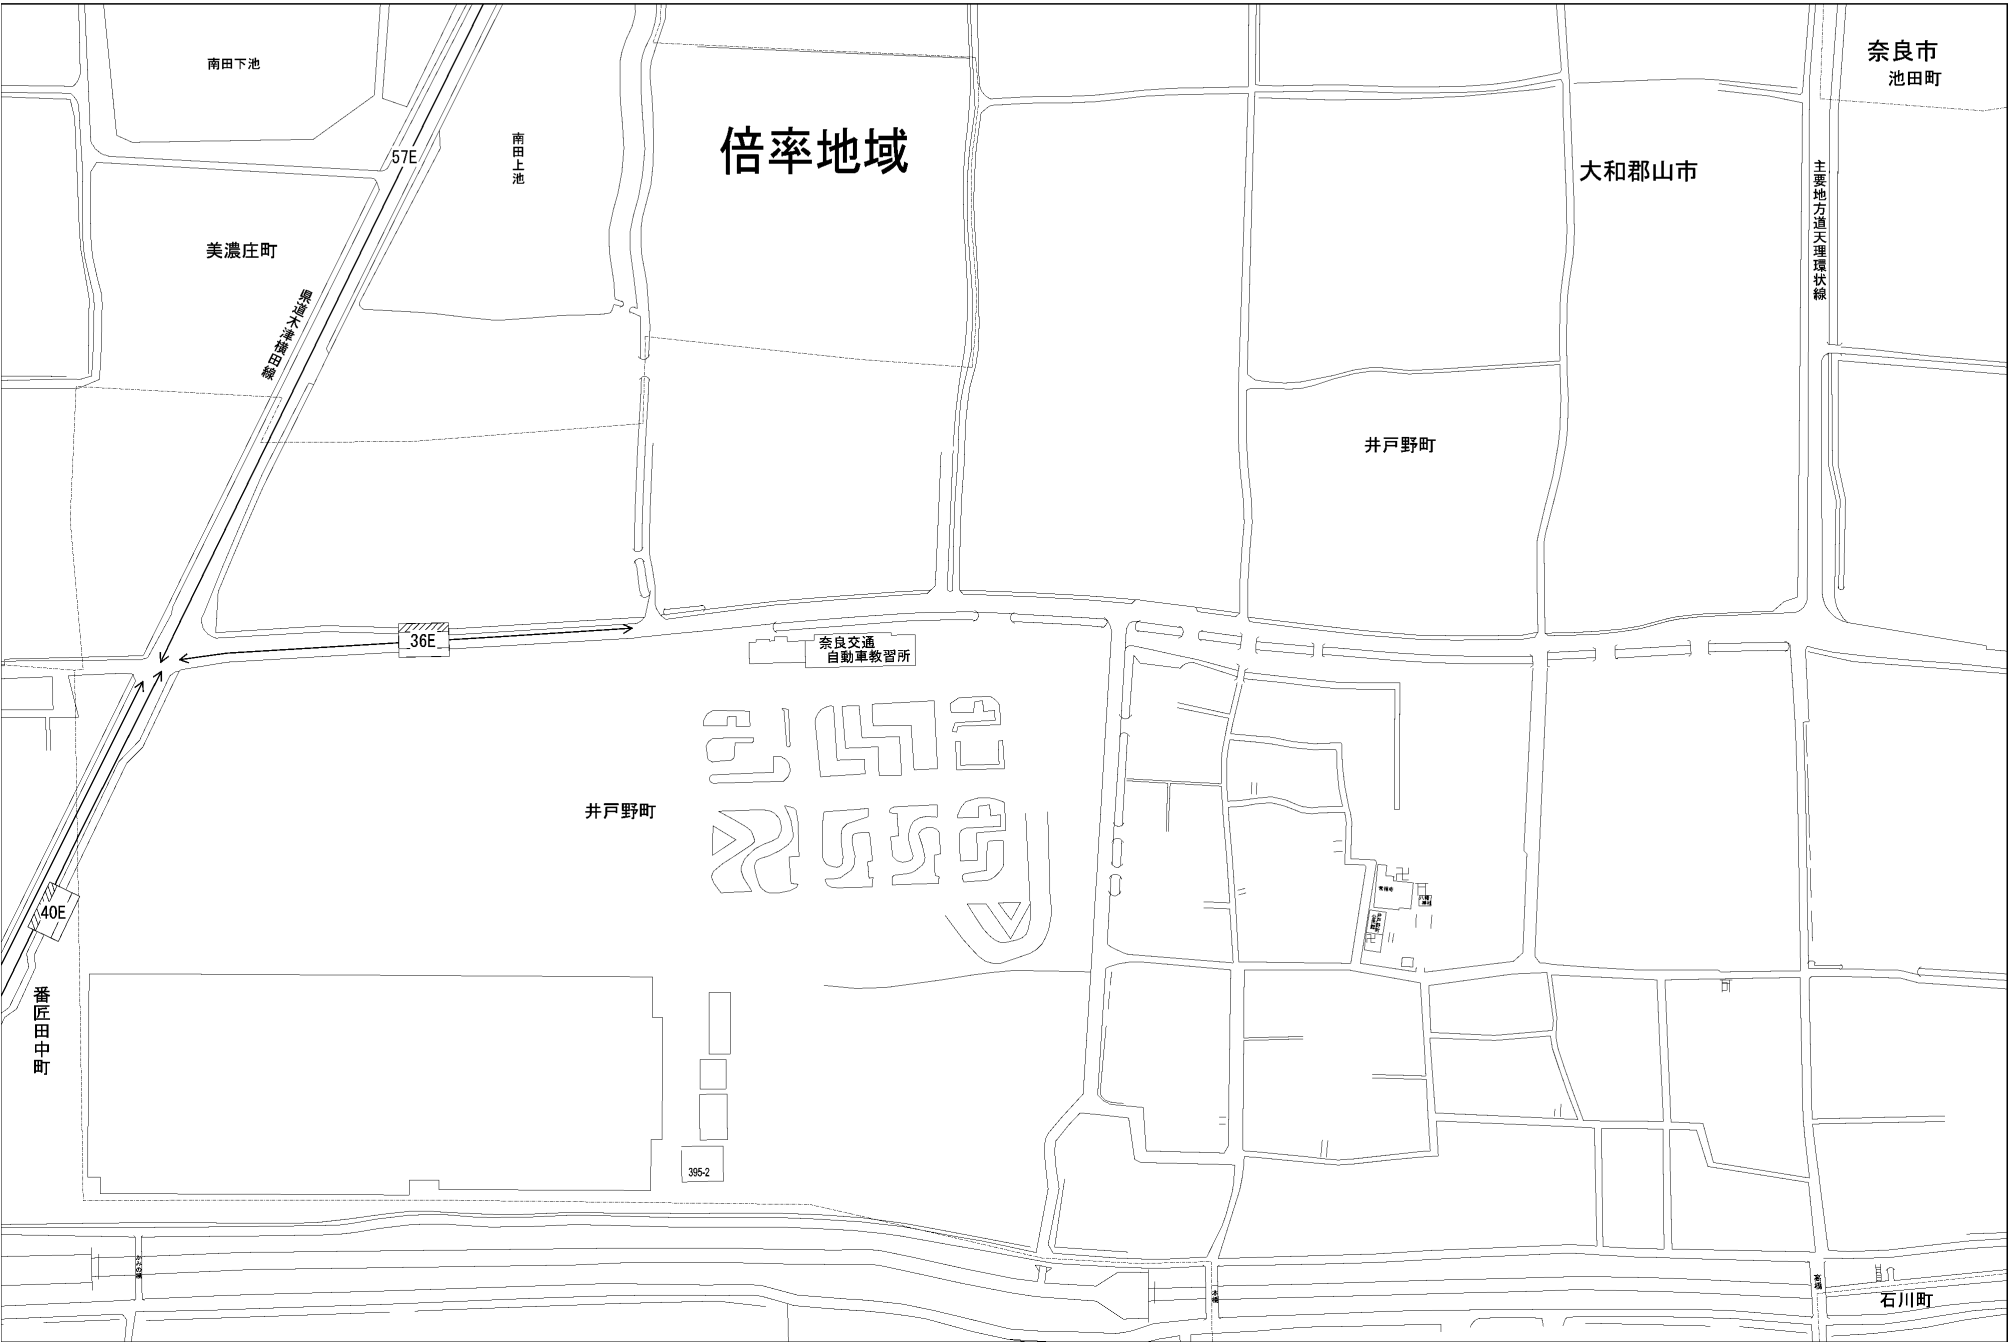 奈良市
池田町
南田下池
倍率地域
南田上池
57E
大和郡山市
主要地方道天理環状線
美濃庄町
県道木津横田線
井戸野町
36E
奈良交通
自動車教習所
井戸野町
40E
番匠田中町
395-2
高橋
石川町